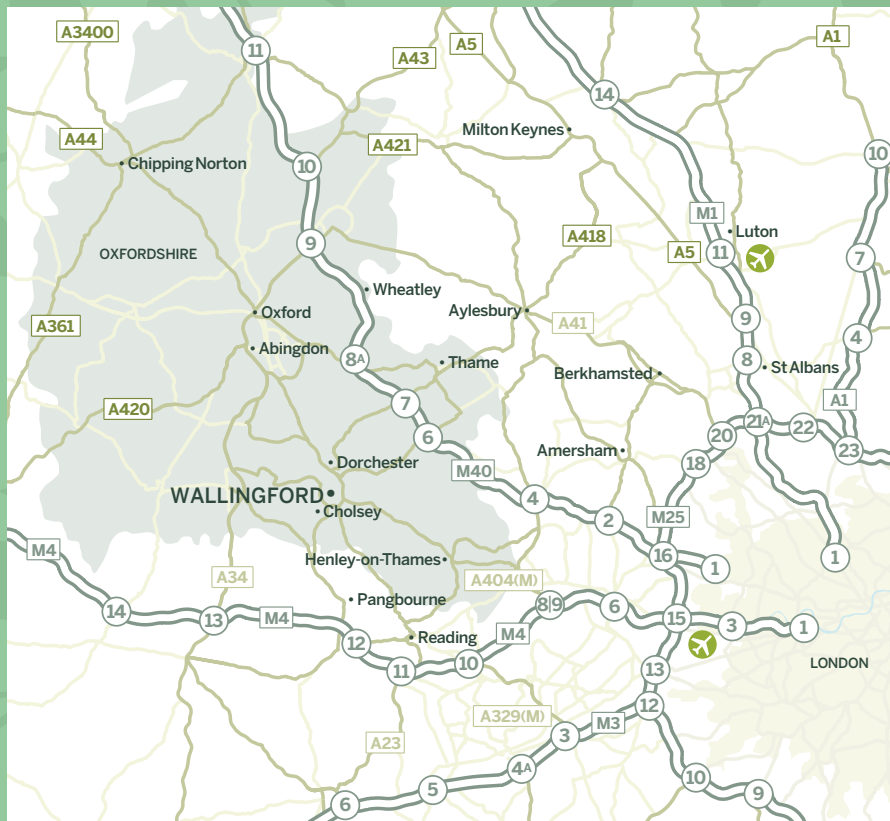 A3400
11
A43
A5
A1
14
A44
A421
Milton Keynes
Chipping Norton
10
10
M1
Luton
A418
OXFORDSHIRE
9
A5
11
7
Wheatley
A361
Oxford
Aylesbury
A41
9
Abingdon
8A
Thame
4
8
St Albans
Berkhamsted
A420
7
A1
6
20
21A
22
Amersham
23
Dorchester
M40
18
WALLINGFORD
4
Cholsey
2
M25
M4
Henley-on-Thames
16
1
1
A34
A404(M)
14
Pangbourne
8|9
6
13
M4
15
3
1
Reading
M4
12
11
10
13
LONDON
A329(M)
12
M3
A23
3
4A
10
5
9
6